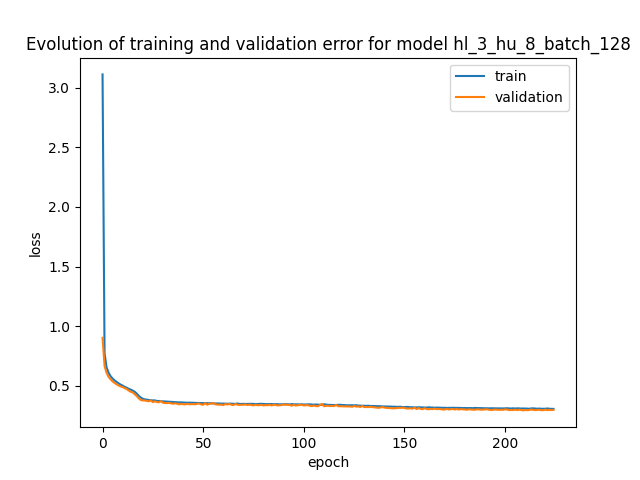 Evolution of training and validation error for model hl_3_hu_8_batch_128
train
validation
3.0
2.5
2.0
1.5
1.0
0.5
loss
0
50
100
150
200
epoch